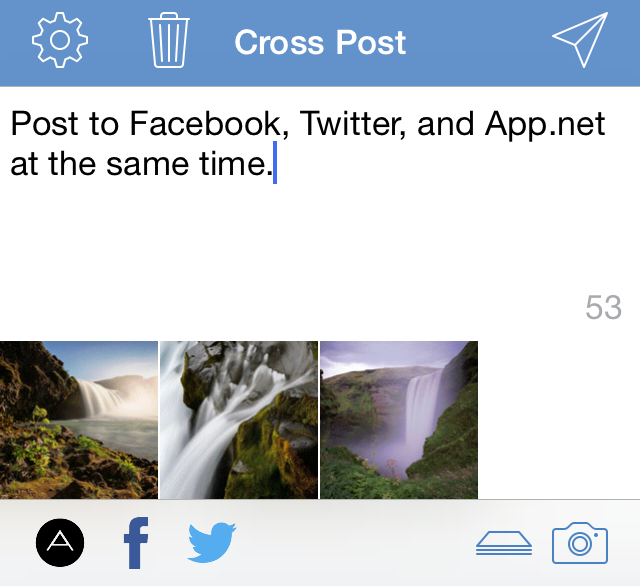 Cross Post
Post to Facebook, Twitter, and App.net
at the same time.
53